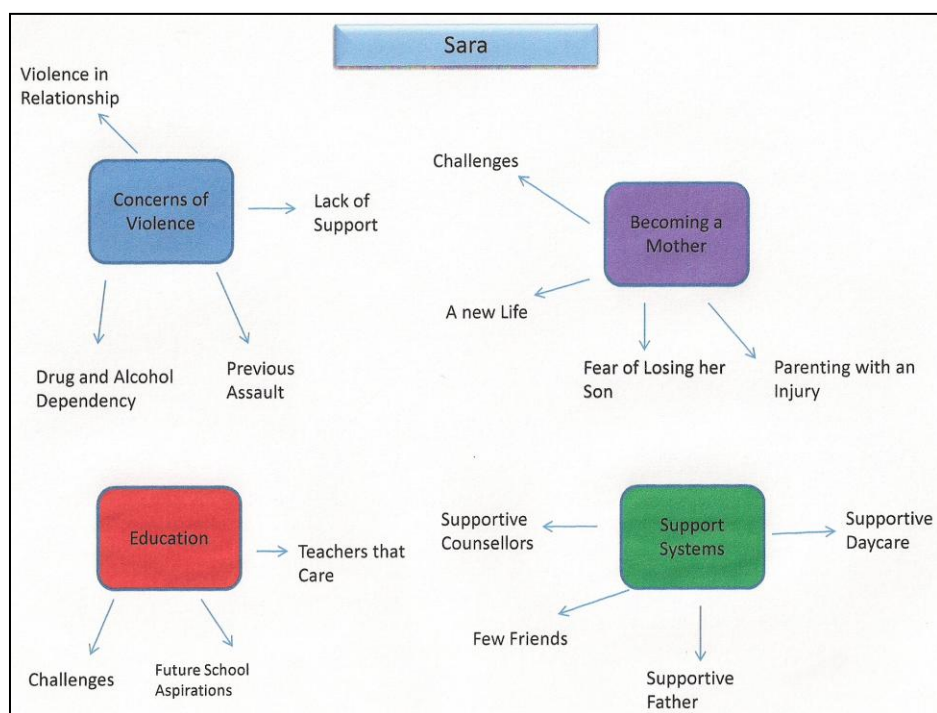 Sara
Violence in
Relationship
Concerns of
Violence
Lack of
Support
Drug and Alcohol
Dependency
Previous
Assault
Challenges
Becoming a
Mother
A new Life
Fear of Losing her
Son
Parenting with an
Injury
Education
Teachers that
Care
Challenges
Future School
Aspirations
Supportive
Counsellors
Support
Systems
Supportive
Daycare
Few Friends
Supportive
Father